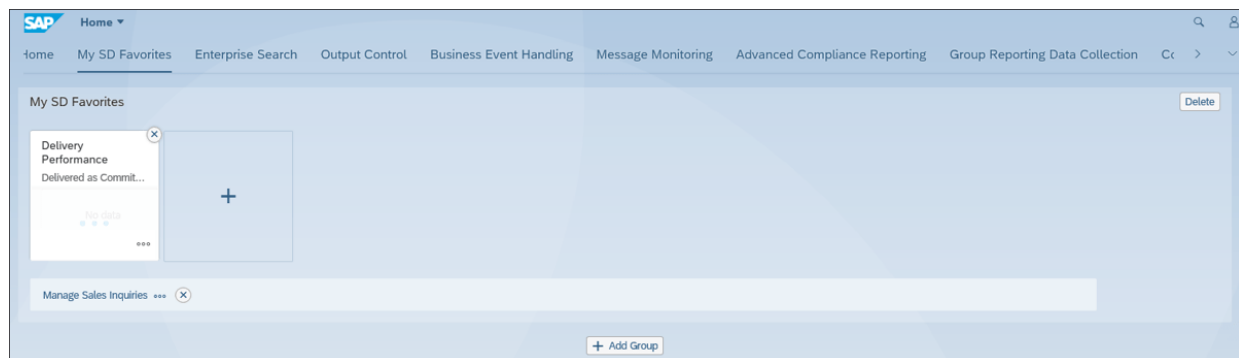 SAP Home
Home My SD Favorites Enterprise Search Output Control Business Event Handling Message Monitoring Advanced Compliance Reporting Group Reporting Data Collection
My SD Favorites Delete
Delivery
Performance
Delivered as Commit...
No data
Manage Sales Inquiries
+ Add Group